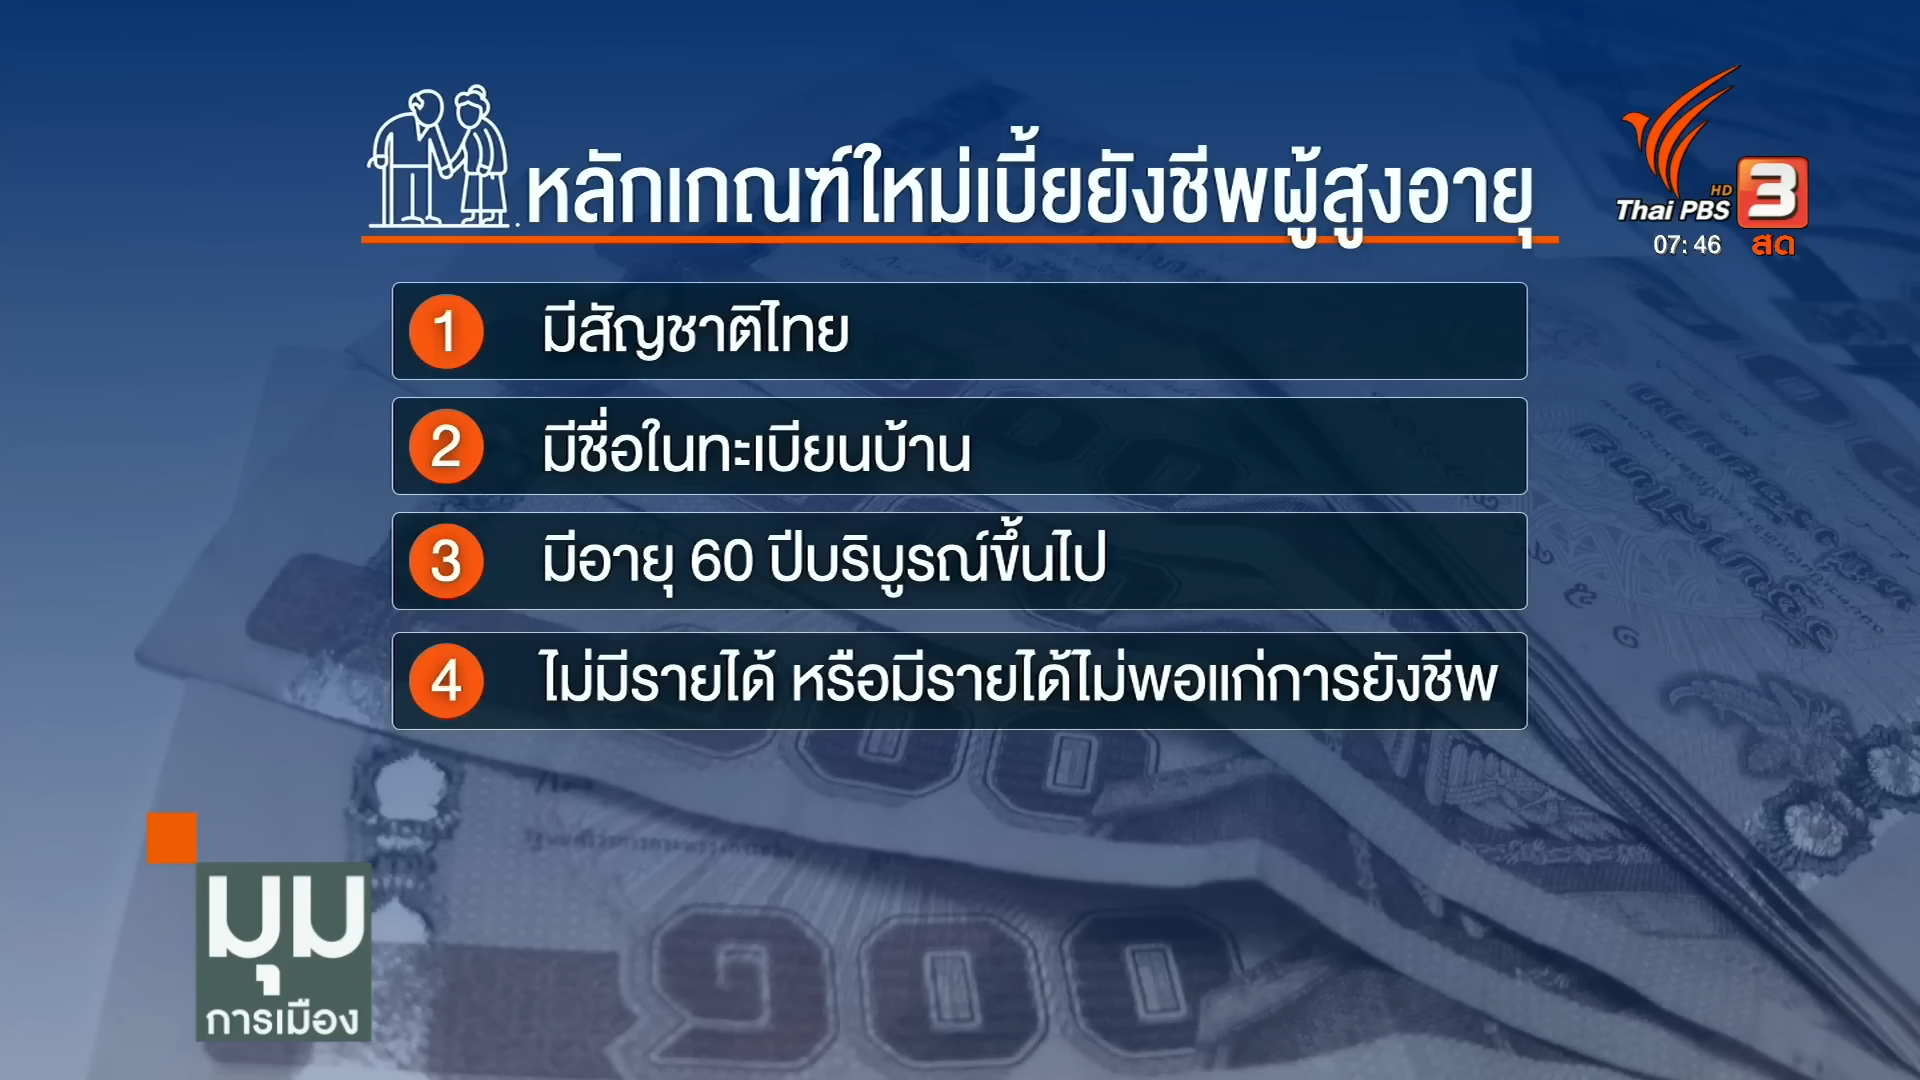 หลักเกณฑ์ใหม่เบี้ยยังชีพผู้สูงอายุ
Thai PBS HD 3
07: 46 สด
1 มีสัญชาติไทย
2 มีชื่อในทะเบียนบ้าน
3 มีอายุ 60 ปีบริบูรณ์ขึ้นไป
4 ไม่มีรายได้ หรือมีรายได้ไม่พอแก่การยังชีพ
มุม
การเมือง
๑๐๐